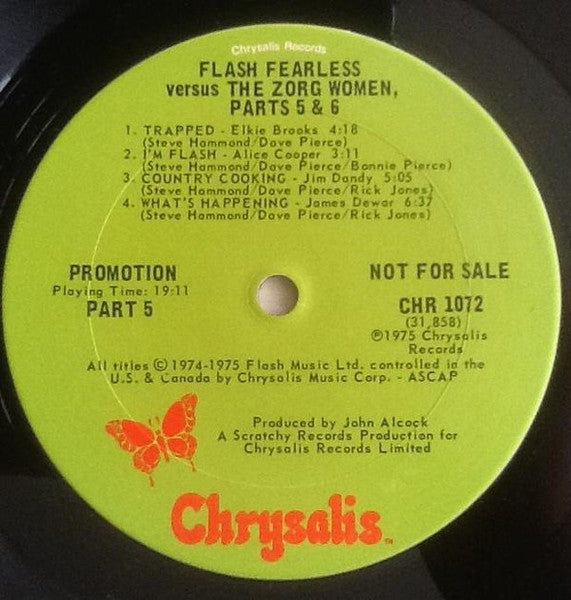 Chrysalis Records
FLASH FEARLESS
versus THE ZORG WOMEN,
PARTS 5 & 6
1. TRAPPED - Elkie Brooks 4:18
(Steve Hammond/Dave Pierce)
2. I'M FLASH - Alice Cooper 3:11
(Steve Hammond/Dave Pierce/Bonnie Pierce)
3. COUNTRY COOKING - Jim Dandy 5:05
(Steve Hammond/Dave Pierce/Rick Jones)
4. WHAT'S HAPPENING - James Dewar 6:37
(Steve Hammond/Dave Pierce/Rick Jones)
PROMOTION
Playing Time: 19:11
PART 5
NOT FOR SALE
CHR 1072
(31,858)
℗1975 Chrysalis
Records
All titles © 1974-1975 Flash Music Ltd. controlled in the
U.S. & Canada by Chrysalis Music Corp. - ASCAP
Produced by John Alcock
A Scratchy Records Production for
Chrysalis Records Limited
Chrysalis™